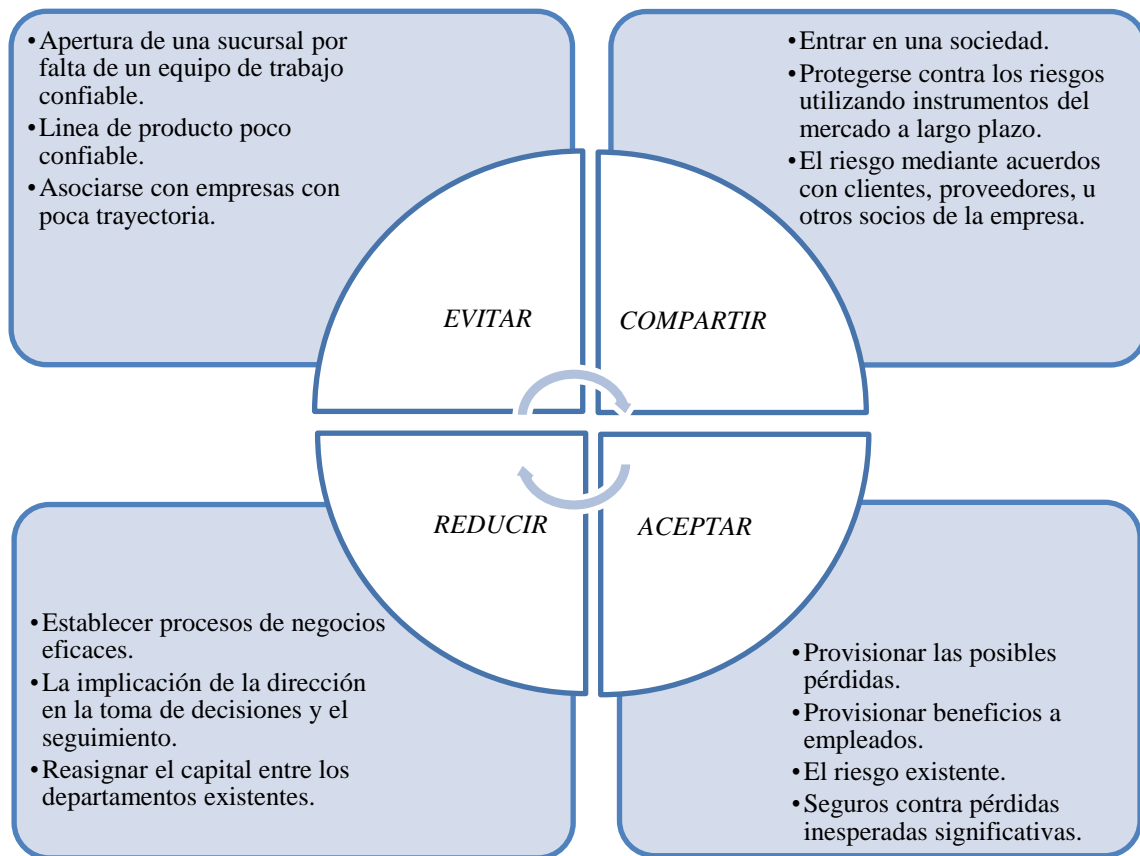 •Apertura de una sucursal por
falta de un equipo de trabajo
confiable.
•Linea de producto poco
confiable.
•Asociarse con empresas con
poca trayectoria.
•Entrar en una sociedad.
•Protegerse contra los riesgos
utilizando instrumentos del
mercado a largo plazo.
•El riesgo mediante acuerdos
con clientes, proveedores, u
otros socios de la empresa.
EVITAR
COMPARTIR
REDUCIR
ACEPTAR
•Establecer procesos de negocios
eficaces.
•La implicación de la dirección
en la toma de decisiones y el
seguimiento.
•Reasignar el capital entre los
departamentos existentes.
•Provisionar las posibles
pérdidas.
•Provisionar beneficios a
empleados.
•El riesgo existente.
•Seguros contra pérdidas
inesperadas significativas.